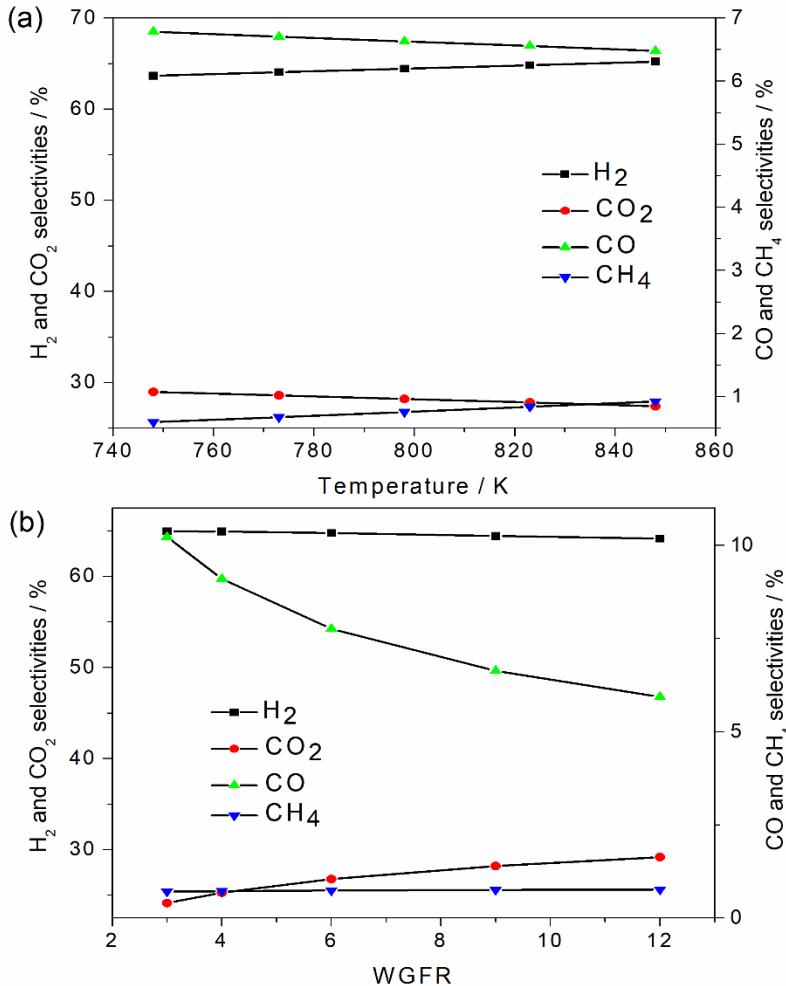 (a)
70
60
50
40
30
7
6
5
4
3
2
1
H2
CO2
CO
CH4
H2 and CO2 selectivities / %
CO and CH4 selectivities / %
740 760 780 800 820 840 860
Temperature / K
(b)
60
50
40
30
10
5
0
H2
CO2
CO
CH4
H2 and CO2 selectivities / %
CO and CH4 selectivities / %
2 4 6 8 10 12
WGFR